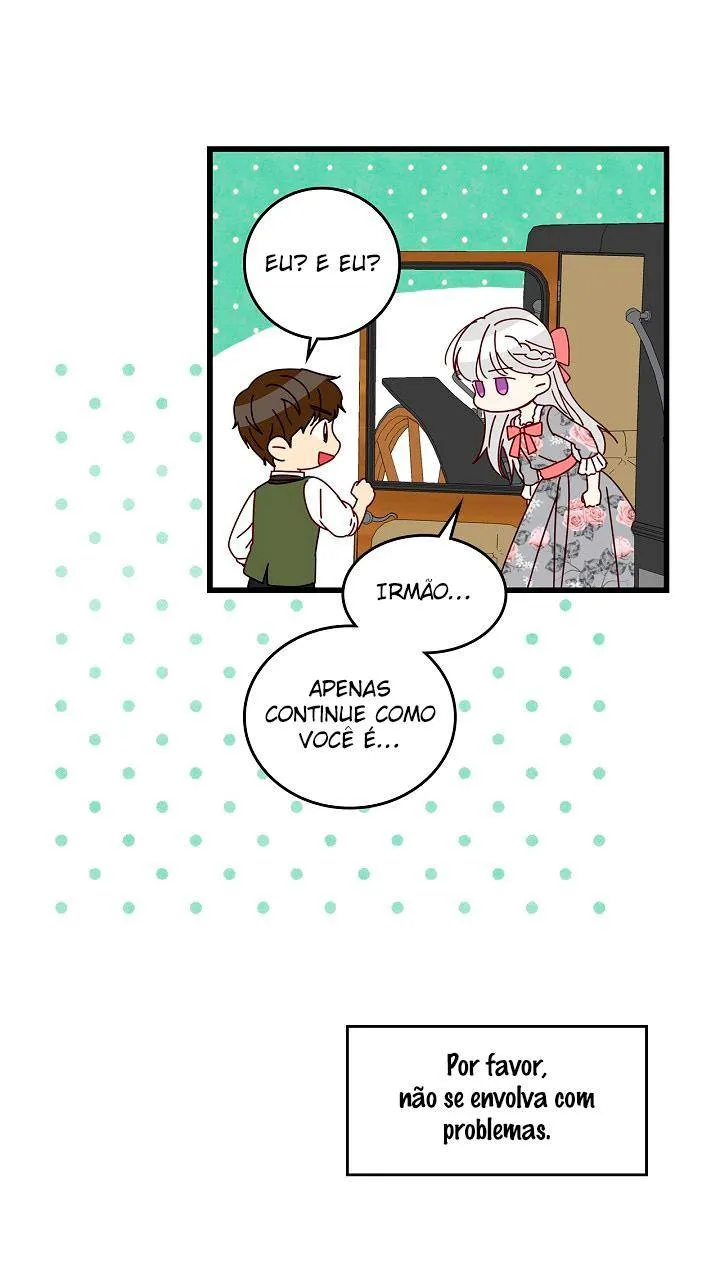 EU? E EU?
IRMÃO...
APENAS
CONTINUE COMO
VOCÊ É...
Por favor,
não se envolva com
problemas.